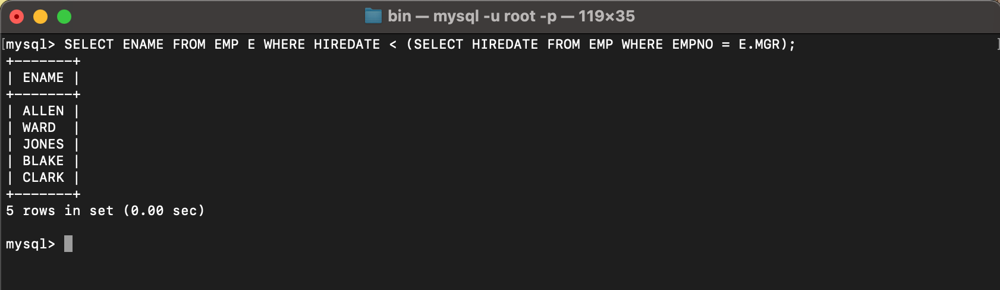 bin — mysql -u root -p — 119×35
[mysql> SELECT ENAME FROM EMP E WHERE HIREDATE < (SELECT HIREDATE FROM EMP WHERE EMPNO = E.MGR);                        ]
+-------+
| ENAME |
+-------+
| ALLEN |
| WARD  |
| JONES |
| BLAKE |
| CLARK |
+-------+
5 rows in set (0.00 sec)
mysql>